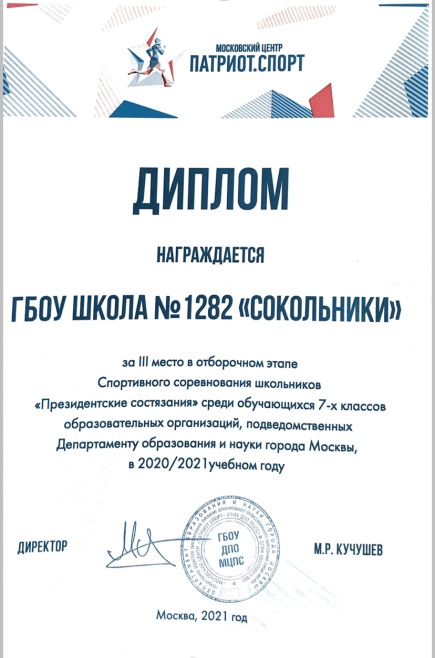 МОСКОВСКИЙ ЦЕНТР
ПАТРИОТ.СПОРТ
ДИПЛОМ
НАГРАЖДАЕТСЯ
ГБОУ ШКОЛА №1282 «СОКОЛЬНИКИ»
за III место в отборочном этапе
Спортивного соревнования школьников
«Президентские состязания» среди обучающихся 7-х классов
образовательных организаций, подведомственных
Департаменту образования и науки города Москвы,
в 2020/2021учебном году
ДИРЕКТОР
ГБОУ
ДПО
МЦПС
М.Р. КУЧУШЕВ
Москва, 2021 год